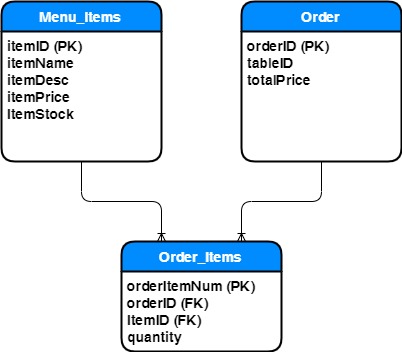 Menu_Items
itemID (PK)
itemName
itemDesc
itemPrice
ItemStock
Order
orderID (PK)
tableID
totalPrice
Order_Items
orderItemNum (PK)
orderID (FK)
ItemID (FK)
quantity